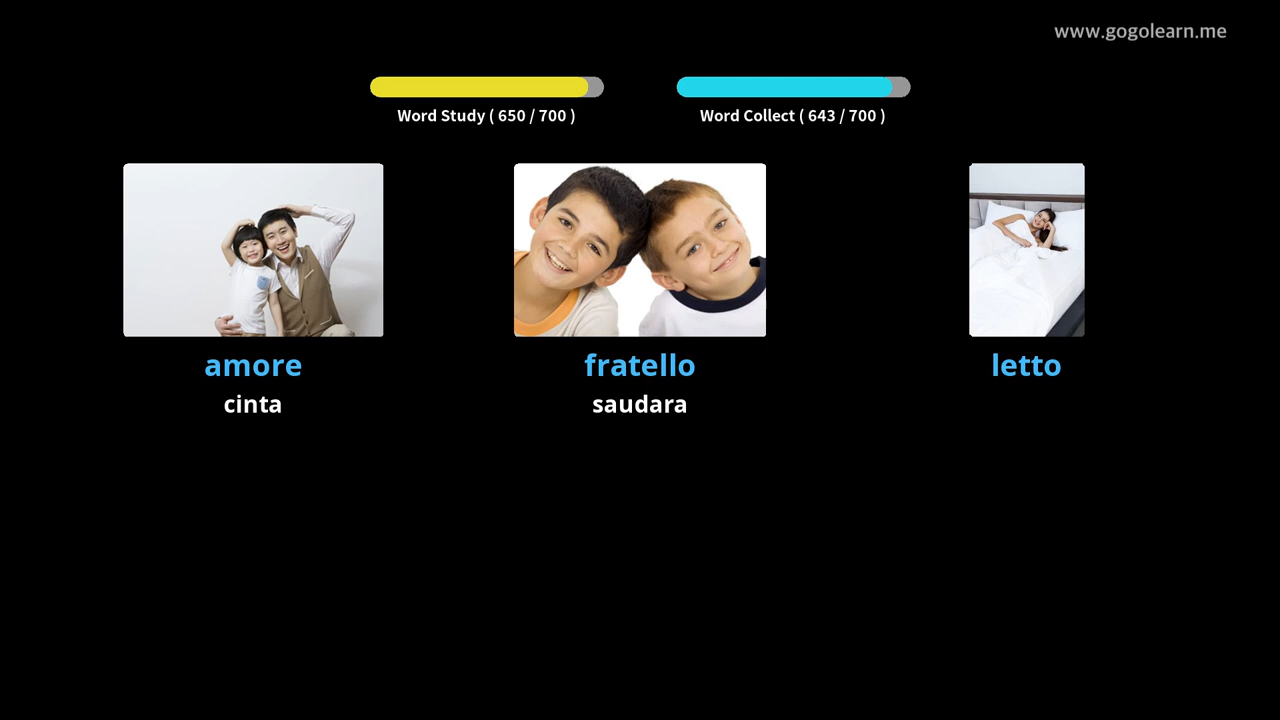 www.gogolearn.me
Word Study ( 650 / 700 )
Word Collect ( 643 / 700 )
amore
cinta
fratello
saudara
letto